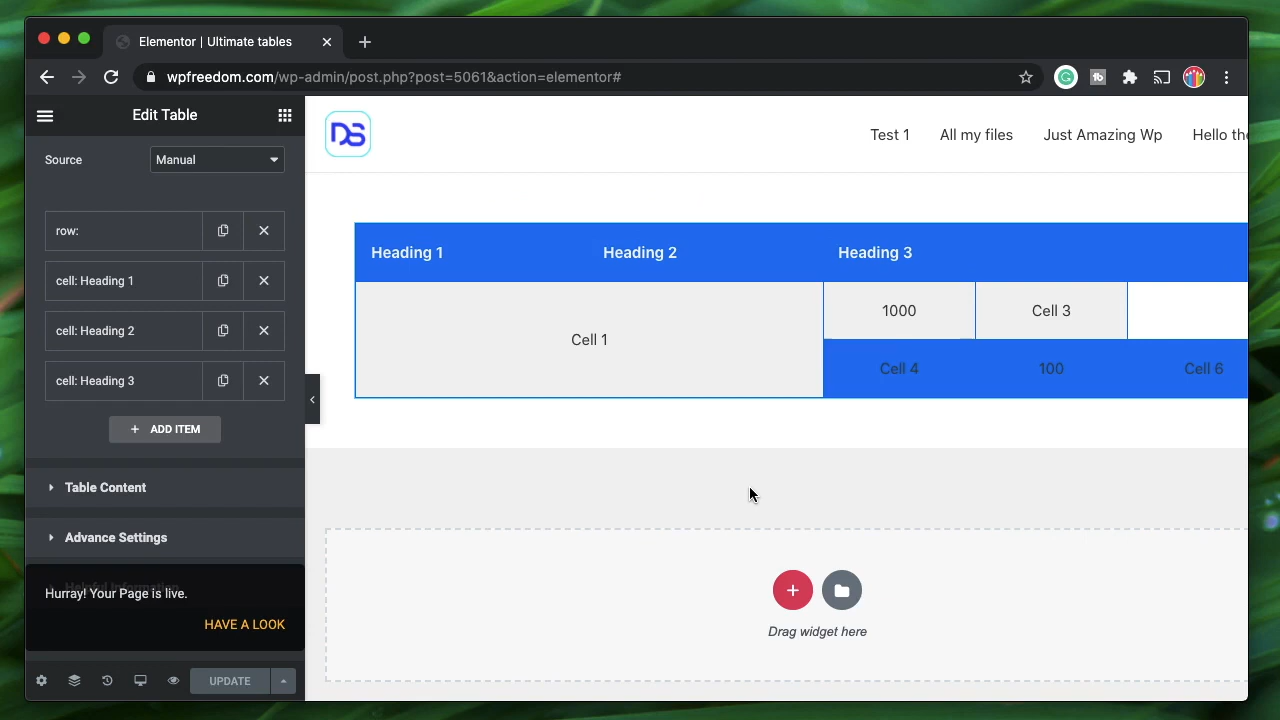 Elementor | Ultimate tables
wpfreedom.com/wp-admin/post.php?post=5061&action=elementor#
Edit Table
Source
Manual
row:
cell: Heading 1
cell: Heading 2
cell: Heading 3
+ ADD ITEM
Table Content
Advance Settings
Helpful Information
Hurray! Your Page is live.
HAVE A LOOK
UPDATE
DS
Test 1 All my files Just Amazing Wp Hello the
Heading 1 Heading 2 Heading 3
Cell 1
1000 Cell 3
Cell 4 100 Cell 6
Drag widget here